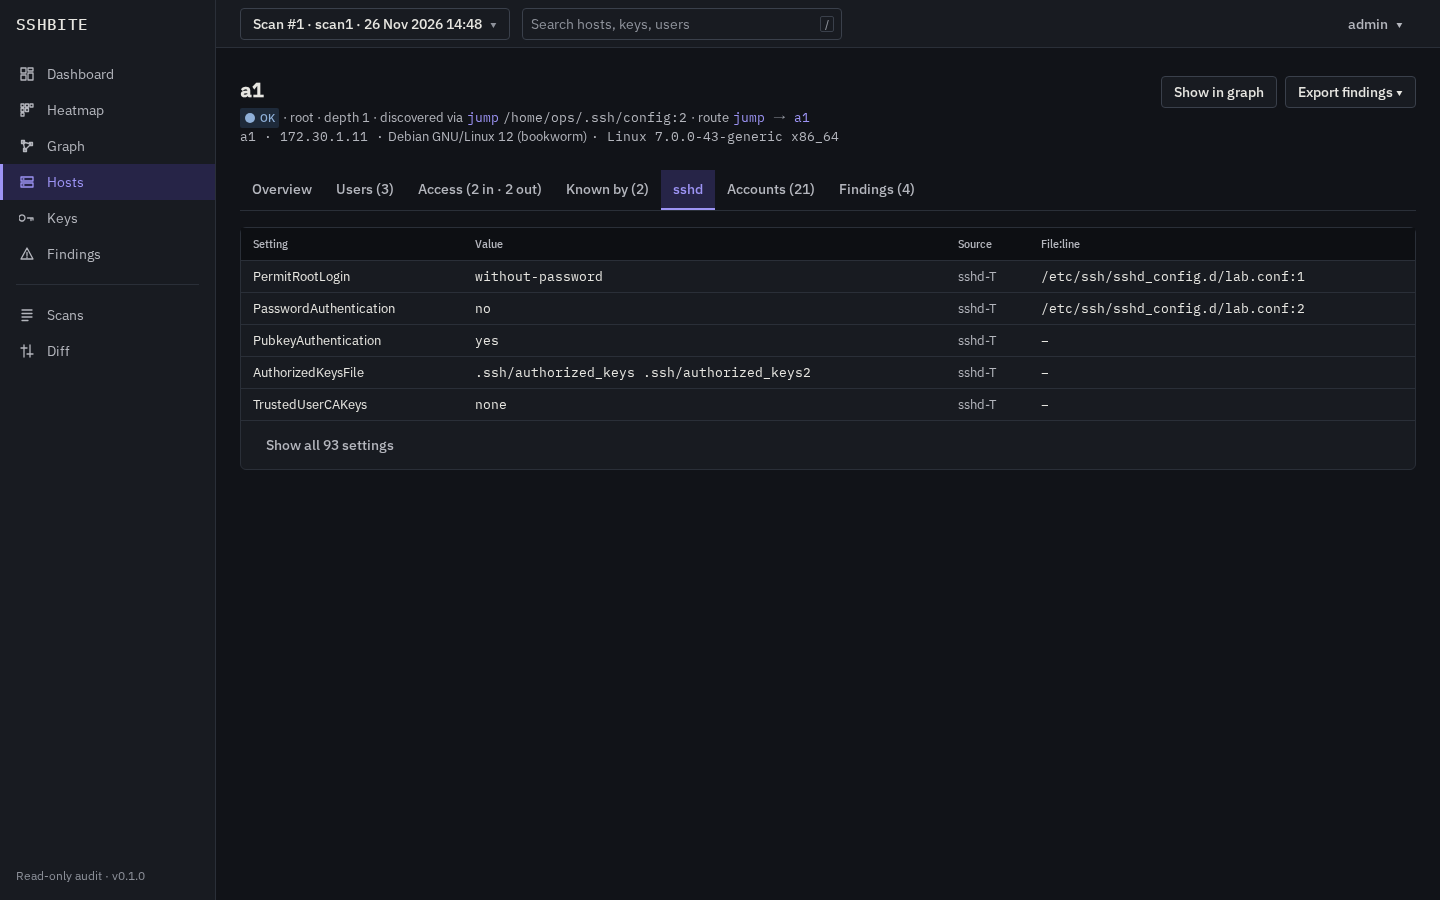 SSHBITE
Scan #1 · scan1 · 26 Nov 2026 14:48 ▾
Search hosts, keys, users /
admin ▾
Dashboard
Heatmap
Graph
Hosts
Keys
Findings
Scans
Diff
Read-only audit · v0.1.0
a1
Show in graph
Export findings ▾
OK · root · depth 1 · discovered via jump /home/ops/.ssh/config:2 · route jump → a1
a1 · 172.30.1.11 · Debian GNU/Linux 12 (bookworm) · Linux 7.0.0-43-generic x86_64
Overview Users (3) Access (2 in · 2 out) Known by (2) sshd Accounts (21) Findings (4)
Setting Value Source File:line
PermitRootLogin without-password sshd-T /etc/ssh/sshd_config.d/lab.conf:1
PasswordAuthentication no sshd-T /etc/ssh/sshd_config.d/lab.conf:2
PubkeyAuthentication yes sshd-T –
AuthorizedKeysFile .ssh/authorized_keys .ssh/authorized_keys2 sshd-T –
TrustedUserCAKeys none sshd-T –
Show all 93 settings